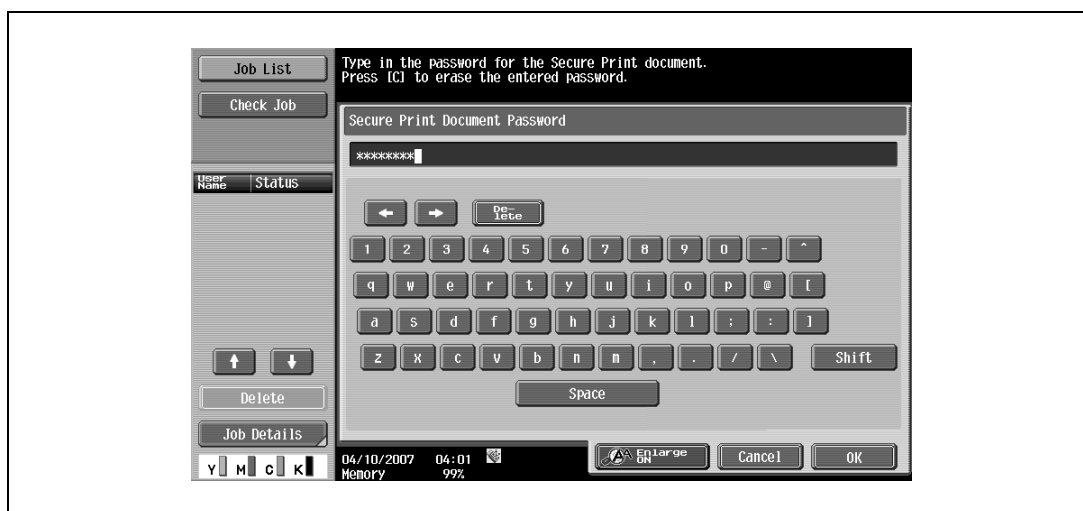 Job List
Check Job
User Name Status
Delete
Job Details
Y M C K
Type in the password for the Secure Print document.
Press [C] to erase the entered password.
Secure Print Document Password
********
De-
lete
1 2 3 4 5 6 7 8 9 0 - ^
q w e r t y u i o p @ [
a s d f g h j k l ; : ]
z x c v b n m , . / \ Shift
Space
04/10/2007 04:01
Memory 99%
Enlarge ON
Cancel
OK